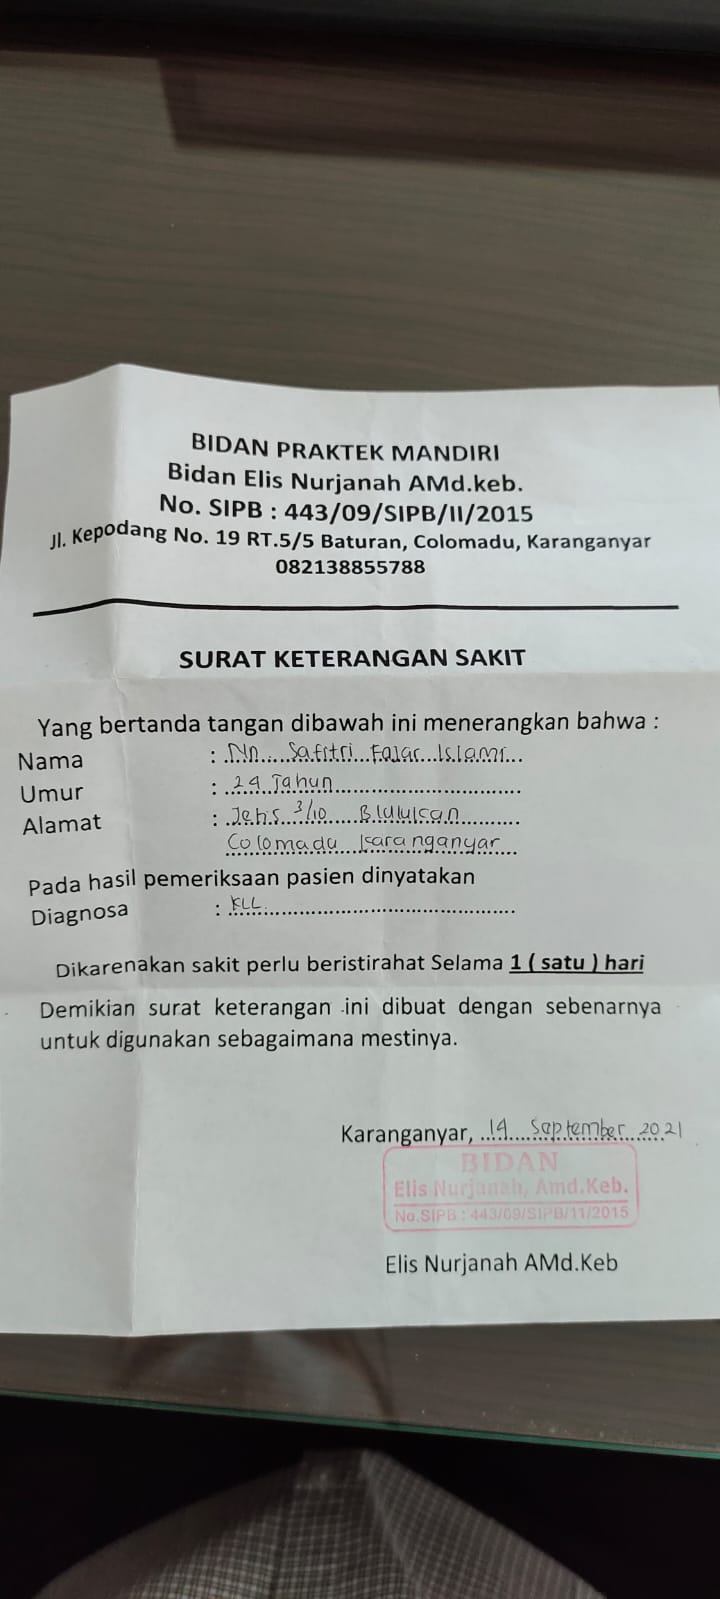 BIDAN PRAKTEK MANDIRI
Bidan Elis Nurjanah AMd.keb.
No. SIPB : 443/09/SIPB/II/2015
Jl. Kepodang No. 19 RT.5/5 Baturan, Colomadu, Karanganyar
082138855788
SURAT KETERANGAN SAKIT
Yang bertanda tangan dibawah ini menerangkan bahwa :
Nama : Nn. Safitri Fajar Islami
Umur : 24 Tahun
Alamat : 3/10 Blulukan
Colomadu Karanganyar
Pada hasil pemeriksaan pasien dinyatakan
Diagnosa : KLL
Dikarenakan sakit perlu beristirahat Selama 1 ( satu ) hari
Demikian surat keterangan ini dibuat dengan sebenarnya
untuk digunakan sebagaimana mestinya.
Karanganyar, 14 September 2021
BIDAN
Elis Nurjanah, Amd.Keb.
No.SIPB : 443/09/SIPB/11/2015
Elis Nurjanah AMd.Keb